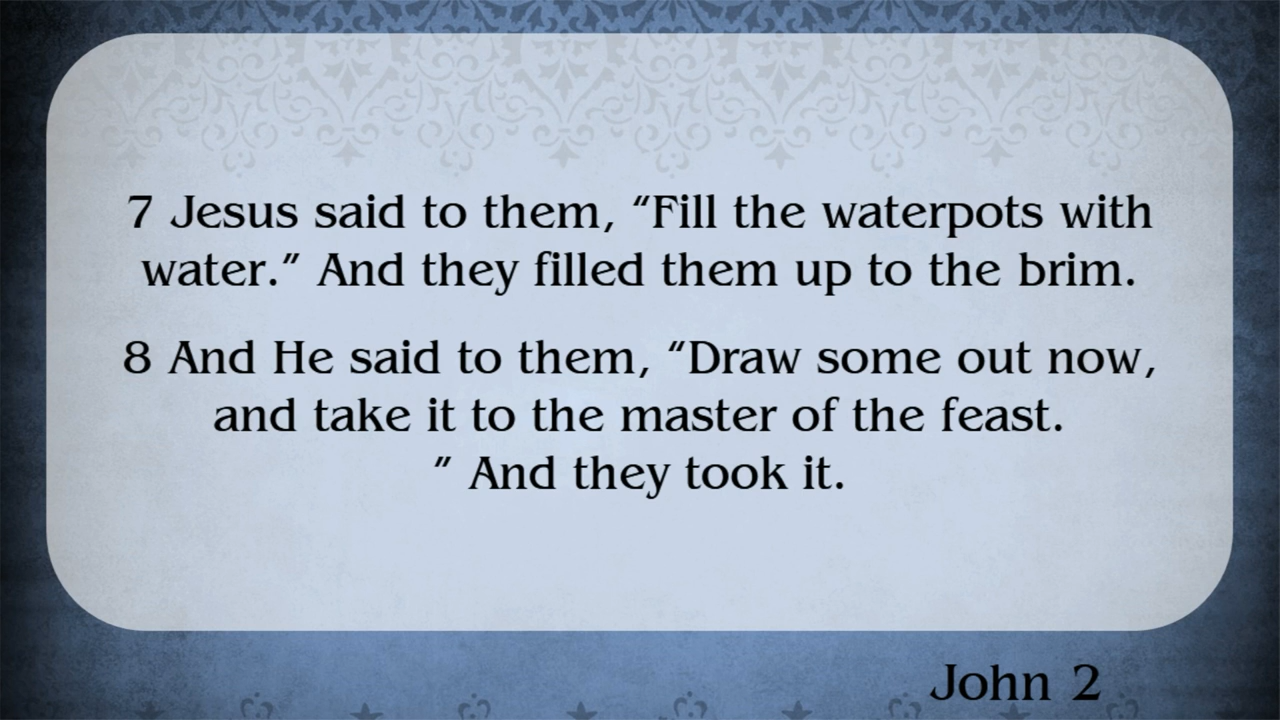 7 Jesus said to them, “Fill the waterpots with
water.” And they filled them up to the brim.
8 And He said to them, “Draw some out now,
and take it to the master of the feast.
” And they took it.
John 2